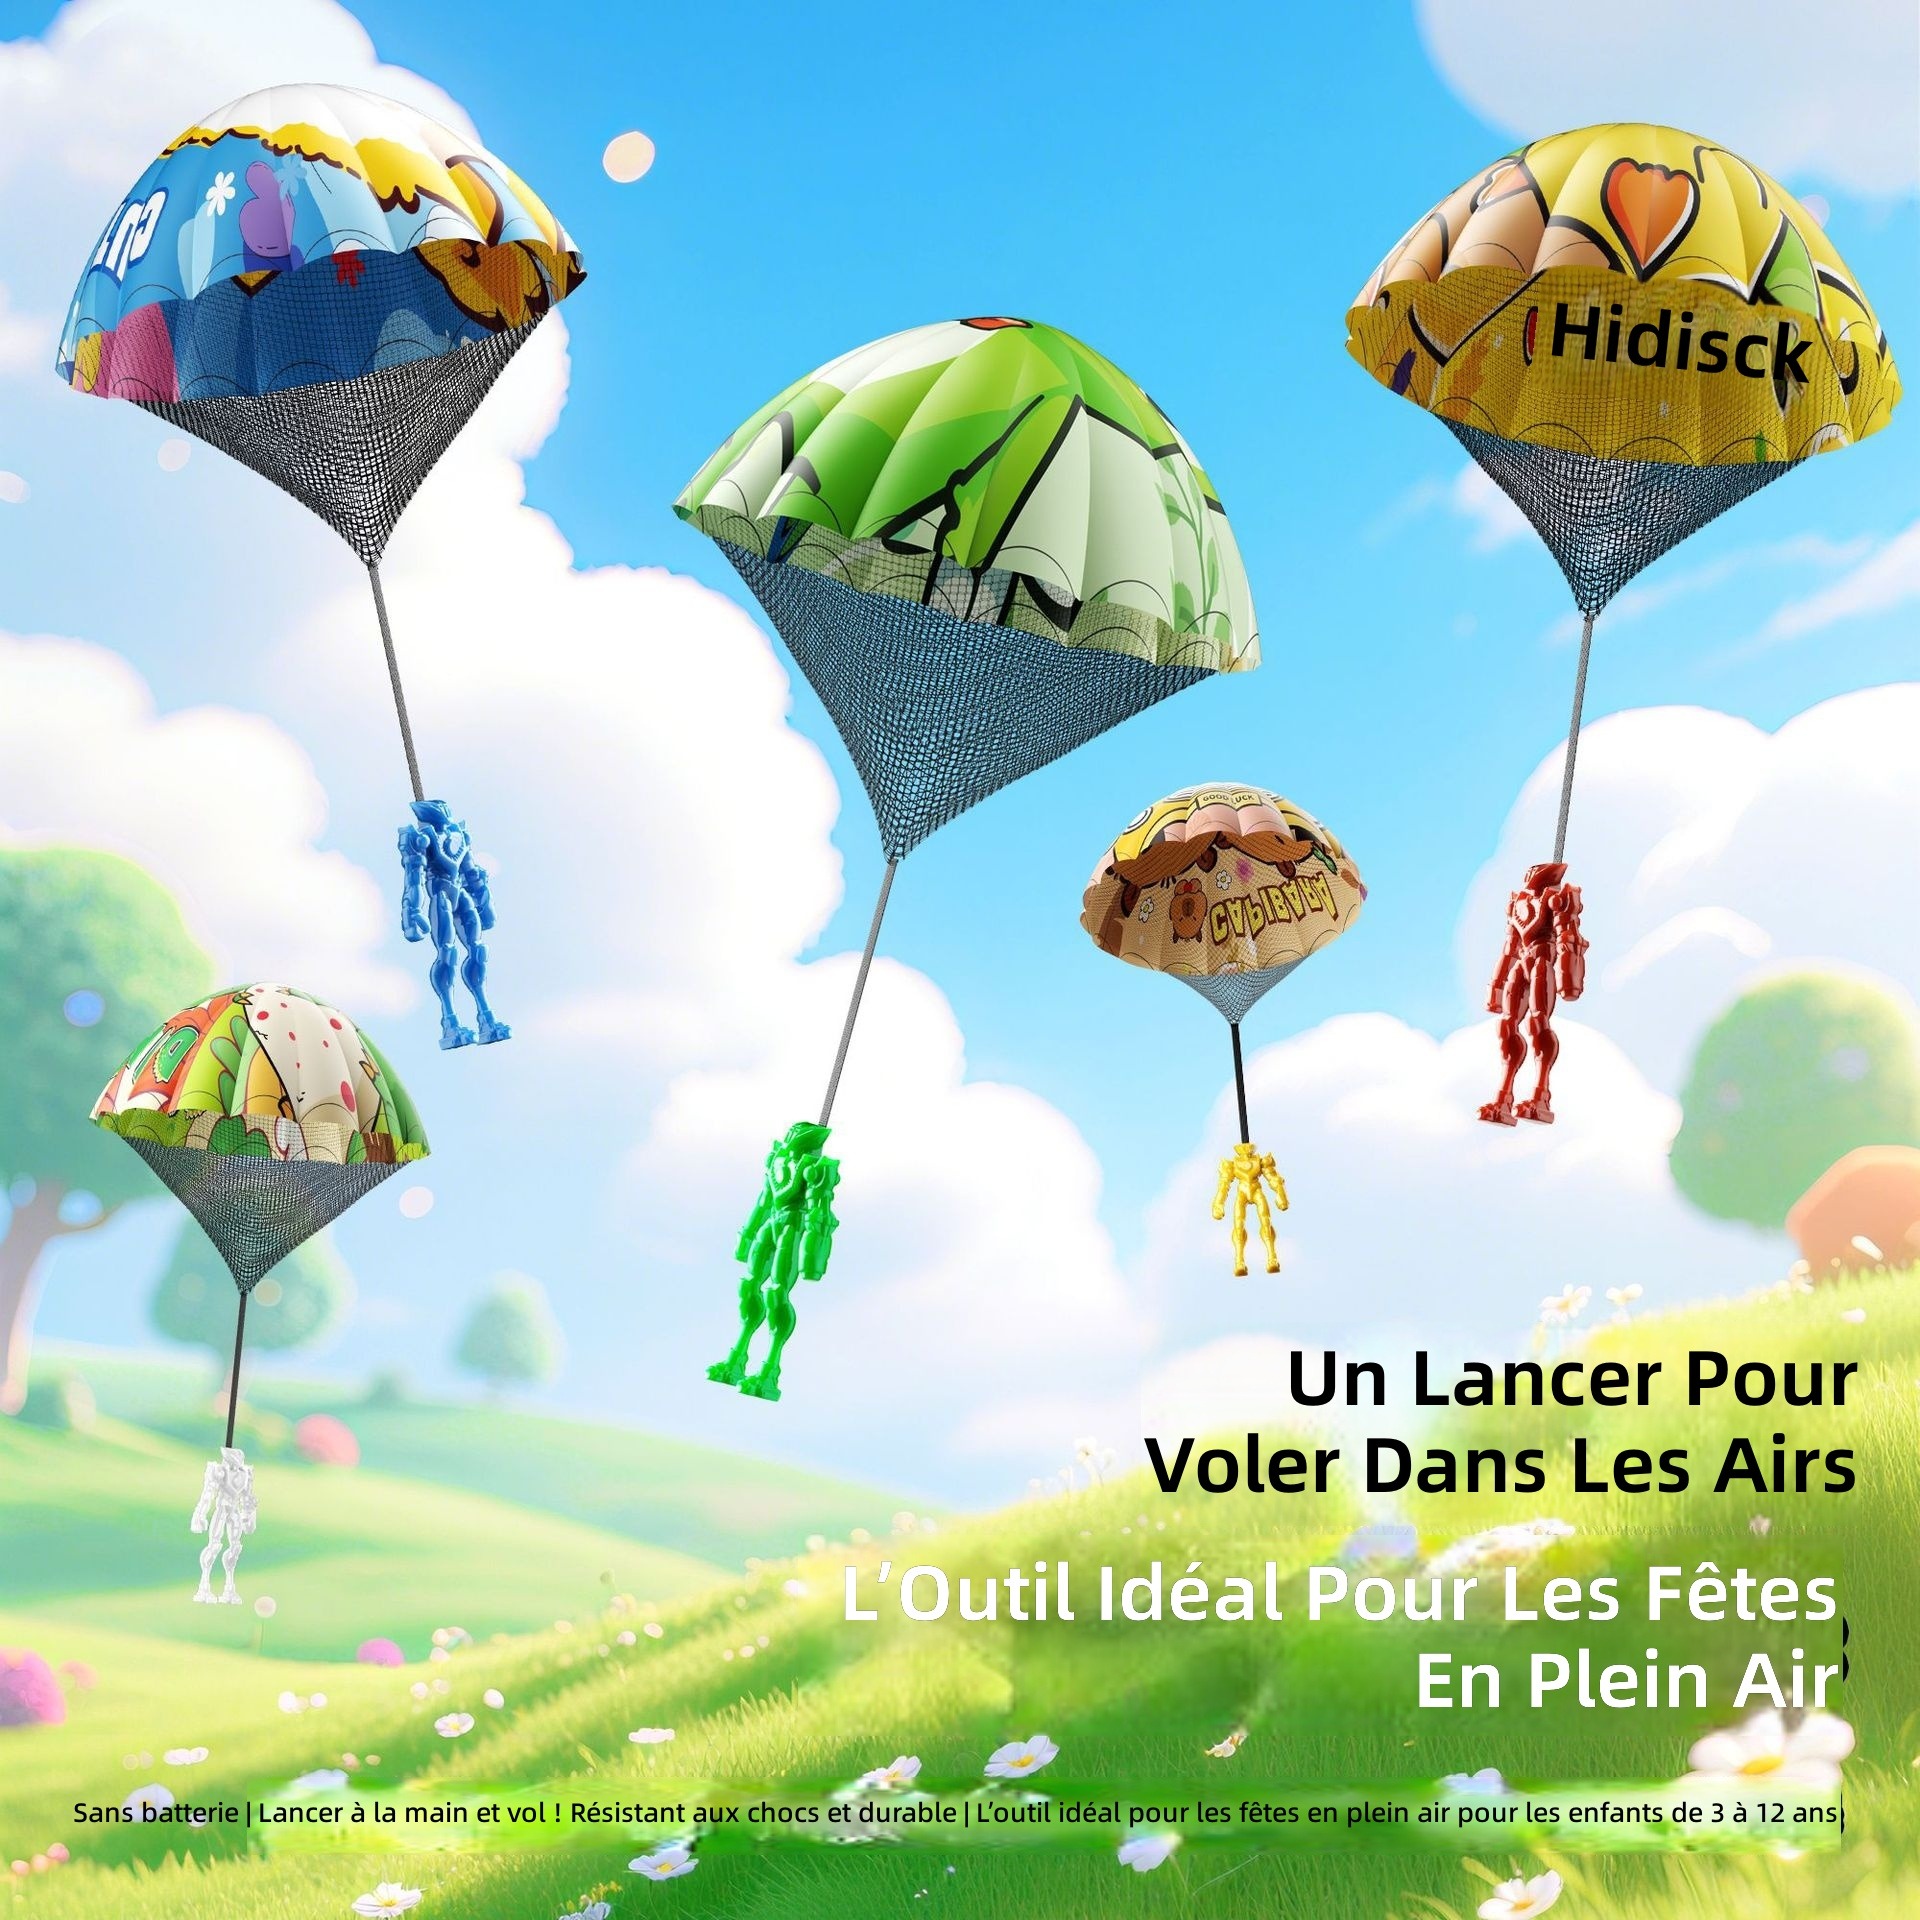 Hidisck
GOOD LUCK
CAPIBARA
Un Lancer Pour
Voler Dans Les Airs
L’Outil Idéal Pour Les Fêtes
En Plein Air
Sans batterie | Lancer à la main et vol ! Résistant aux chocs et durable | L’outil idéal pour les fêtes en plein air pour les enfants de 3 à 12 ans